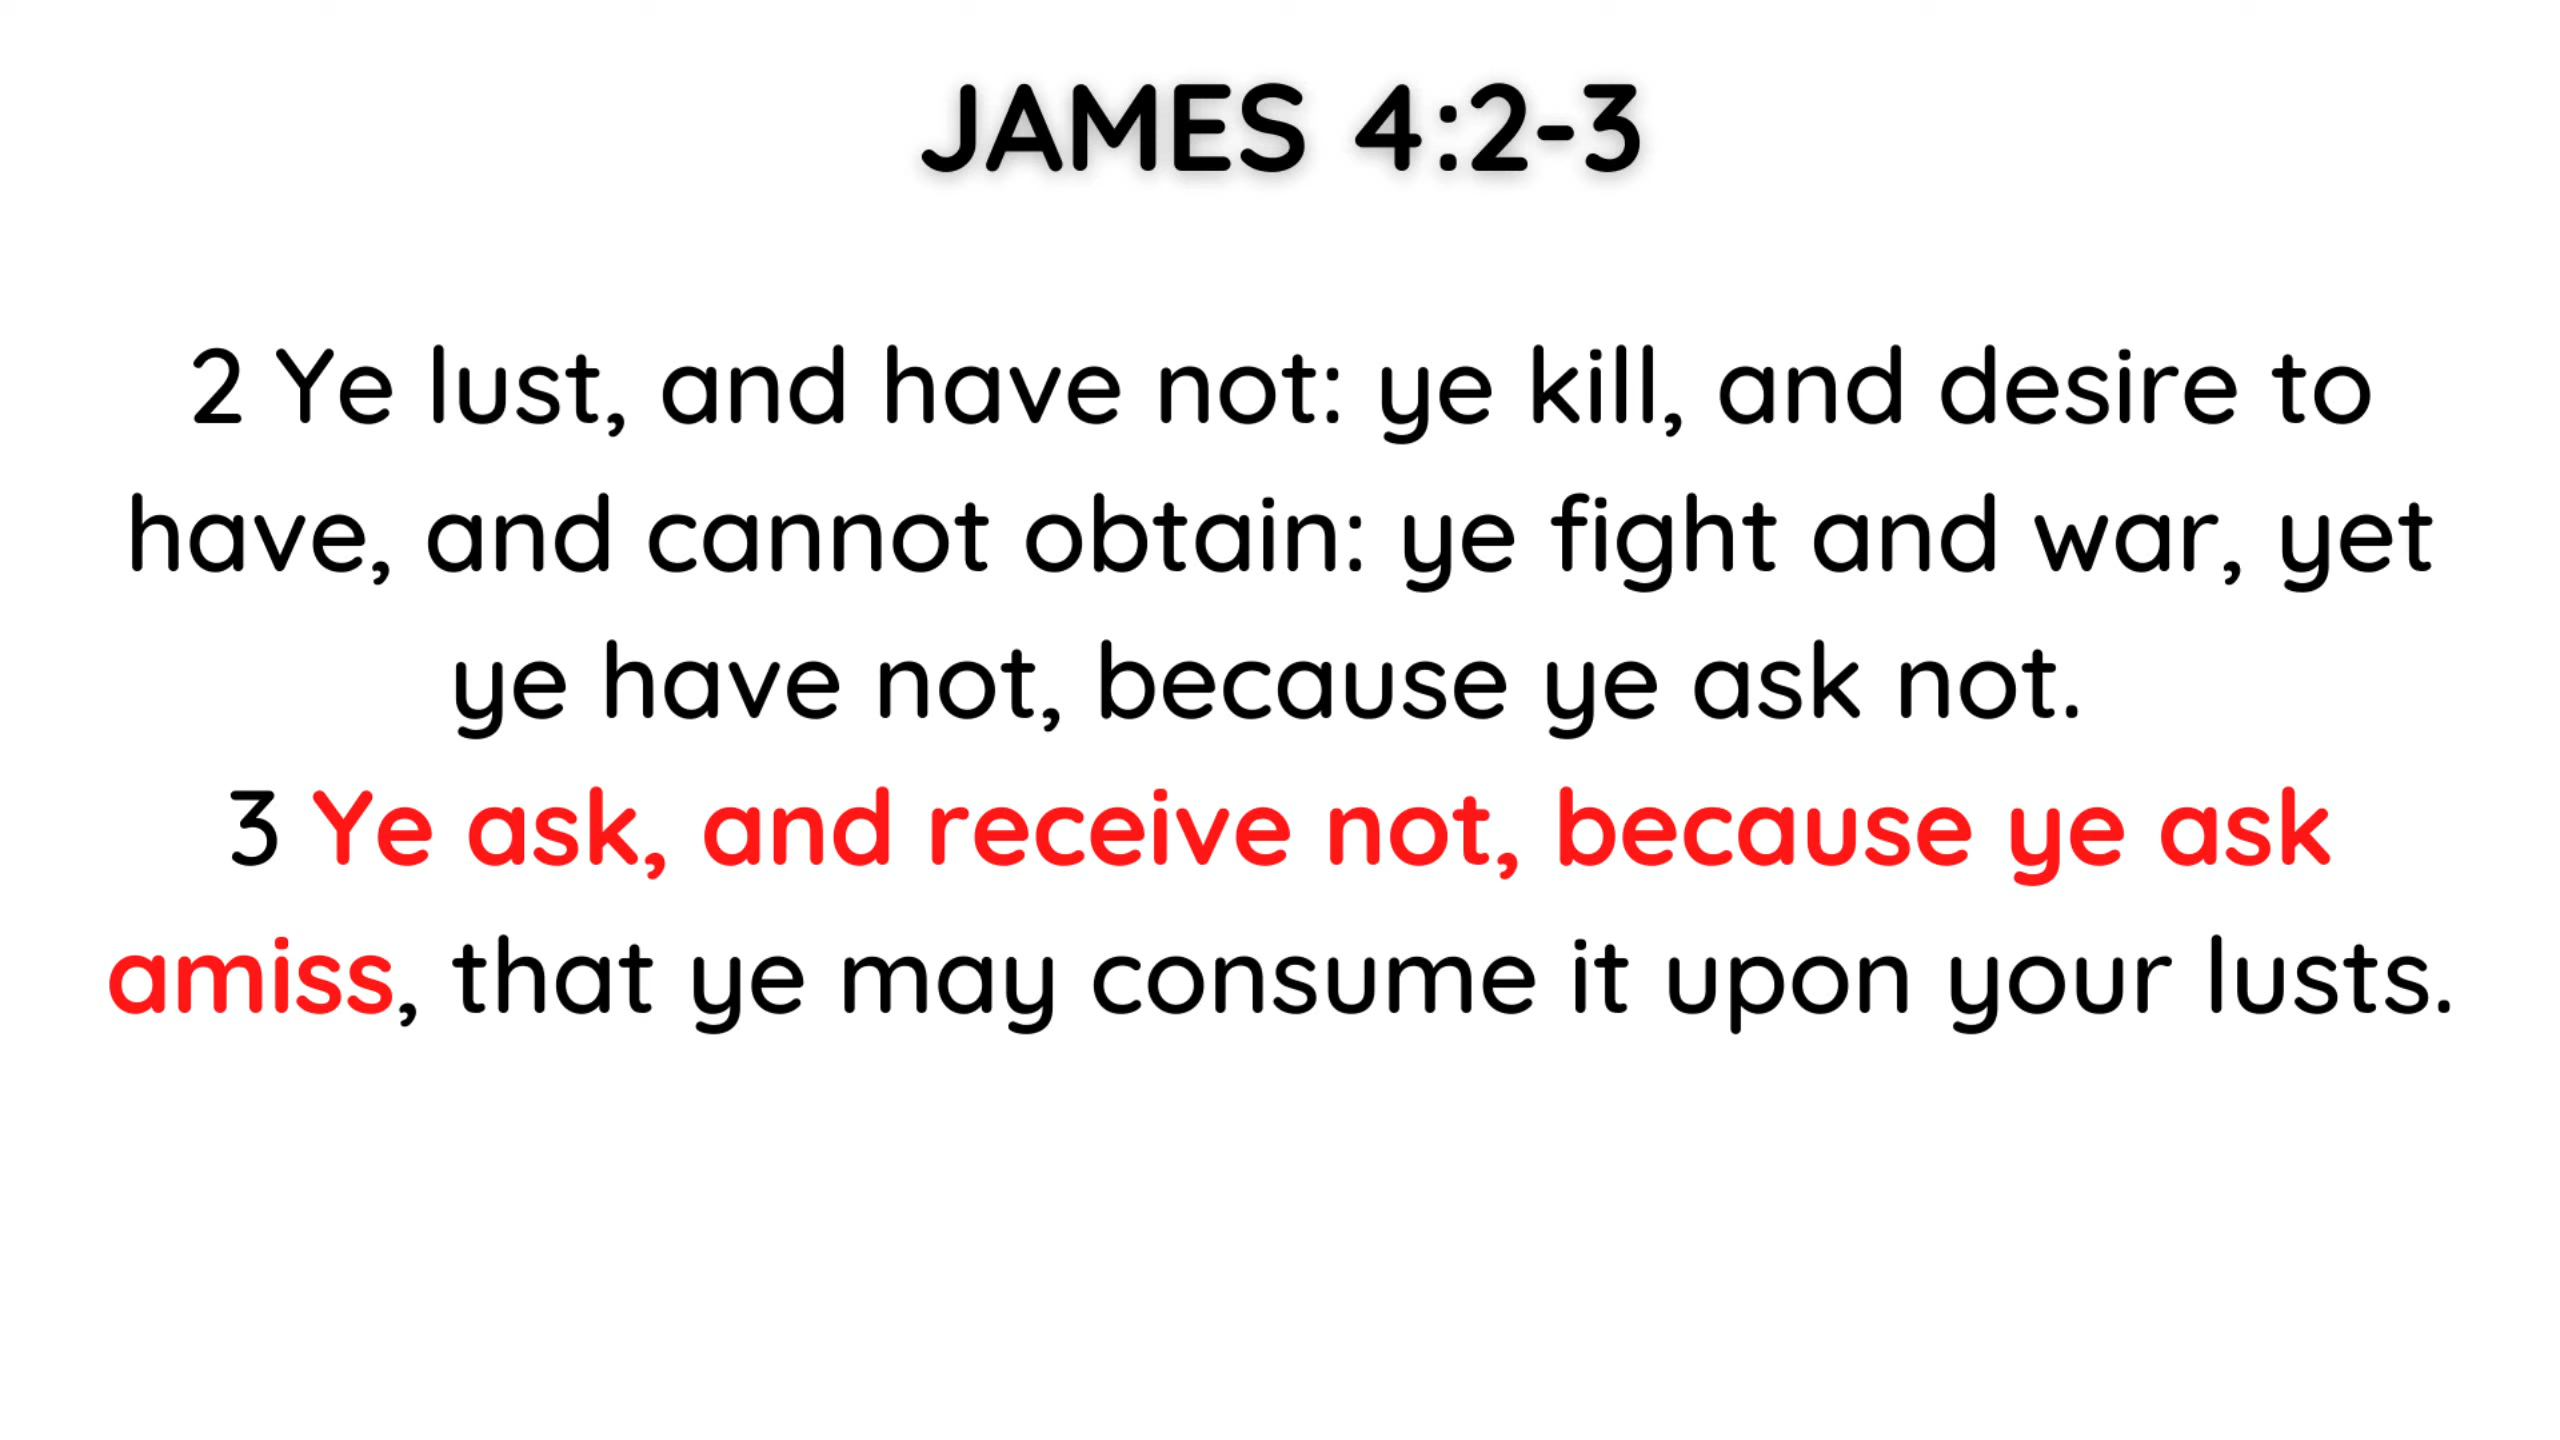 JAMES 4:2-3
2 Ye lust, and have not: ye kill, and desire to
have, and cannot obtain: ye fight and war, yet
ye have not, because ye ask not.
3 Ye ask, and receive not, because ye ask
amiss, that ye may consume it upon your lusts.